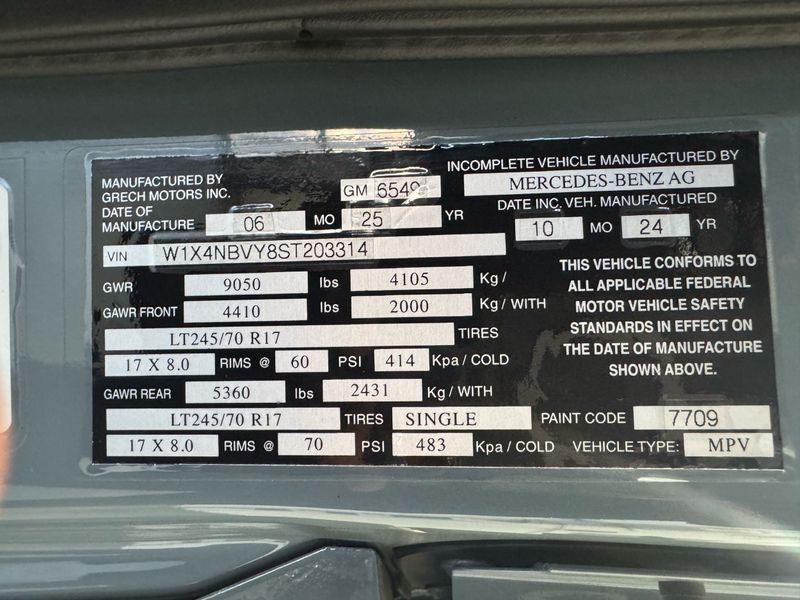 MANUFACTURED BY
GRECH MOTORS INC.
GM
INCOMPLETE VEHICLE MANUFACTURED BY
MERCEDES-BENZ AG
DATE OF
MANUFACTURE 06 MO 25 YR
DATE INC. VEH. MANUFACTURED
10 MO 24 YR
VIN W1X4NBVY8ST203314
GWR 9050 lbs 4105 Kg /
GAWR FRONT 4410 lbs 2000 Kg / WITH
LT245/70 R17 TIRES
17 X 8.0 RIMS @ 60 PSI 414 Kpa / COLD
THIS VEHICLE CONFORMS TO
ALL APPLICABLE FEDERAL
MOTOR VEHICLE SAFETY
STANDARDS IN EFFECT ON
THE DATE OF MANUFACTURE
SHOWN ABOVE.
GAWR REAR 5360 lbs 2431 Kg / WITH
LT245/70 R17 TIRES SINGLE PAINT CODE 7709
17 X 8.0 RIMS @ 70 PSI 483 Kpa / COLD VEHICLE TYPE: MPV